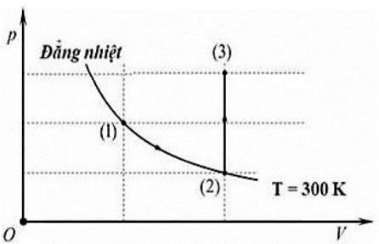 p
Đẳng nhiệt
(3)
(1)
(2)
T = 300 K
O
V